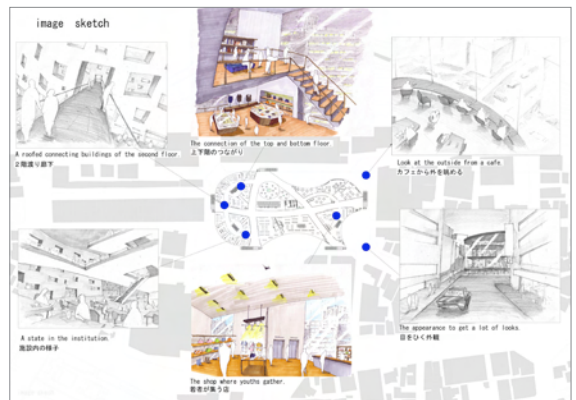 image sketch
A roofed connecting buildings of the second floor.
2階渡り廊下
The connection of the top and bottom floor.
上下階のつながり
Look at the outside from a cafe.
カフェから外を眺める
A state in the institution.
施設内の様子
The shop where youths gather.
若者が集う店
The appearance to get a lot of looks.
目をひく外観